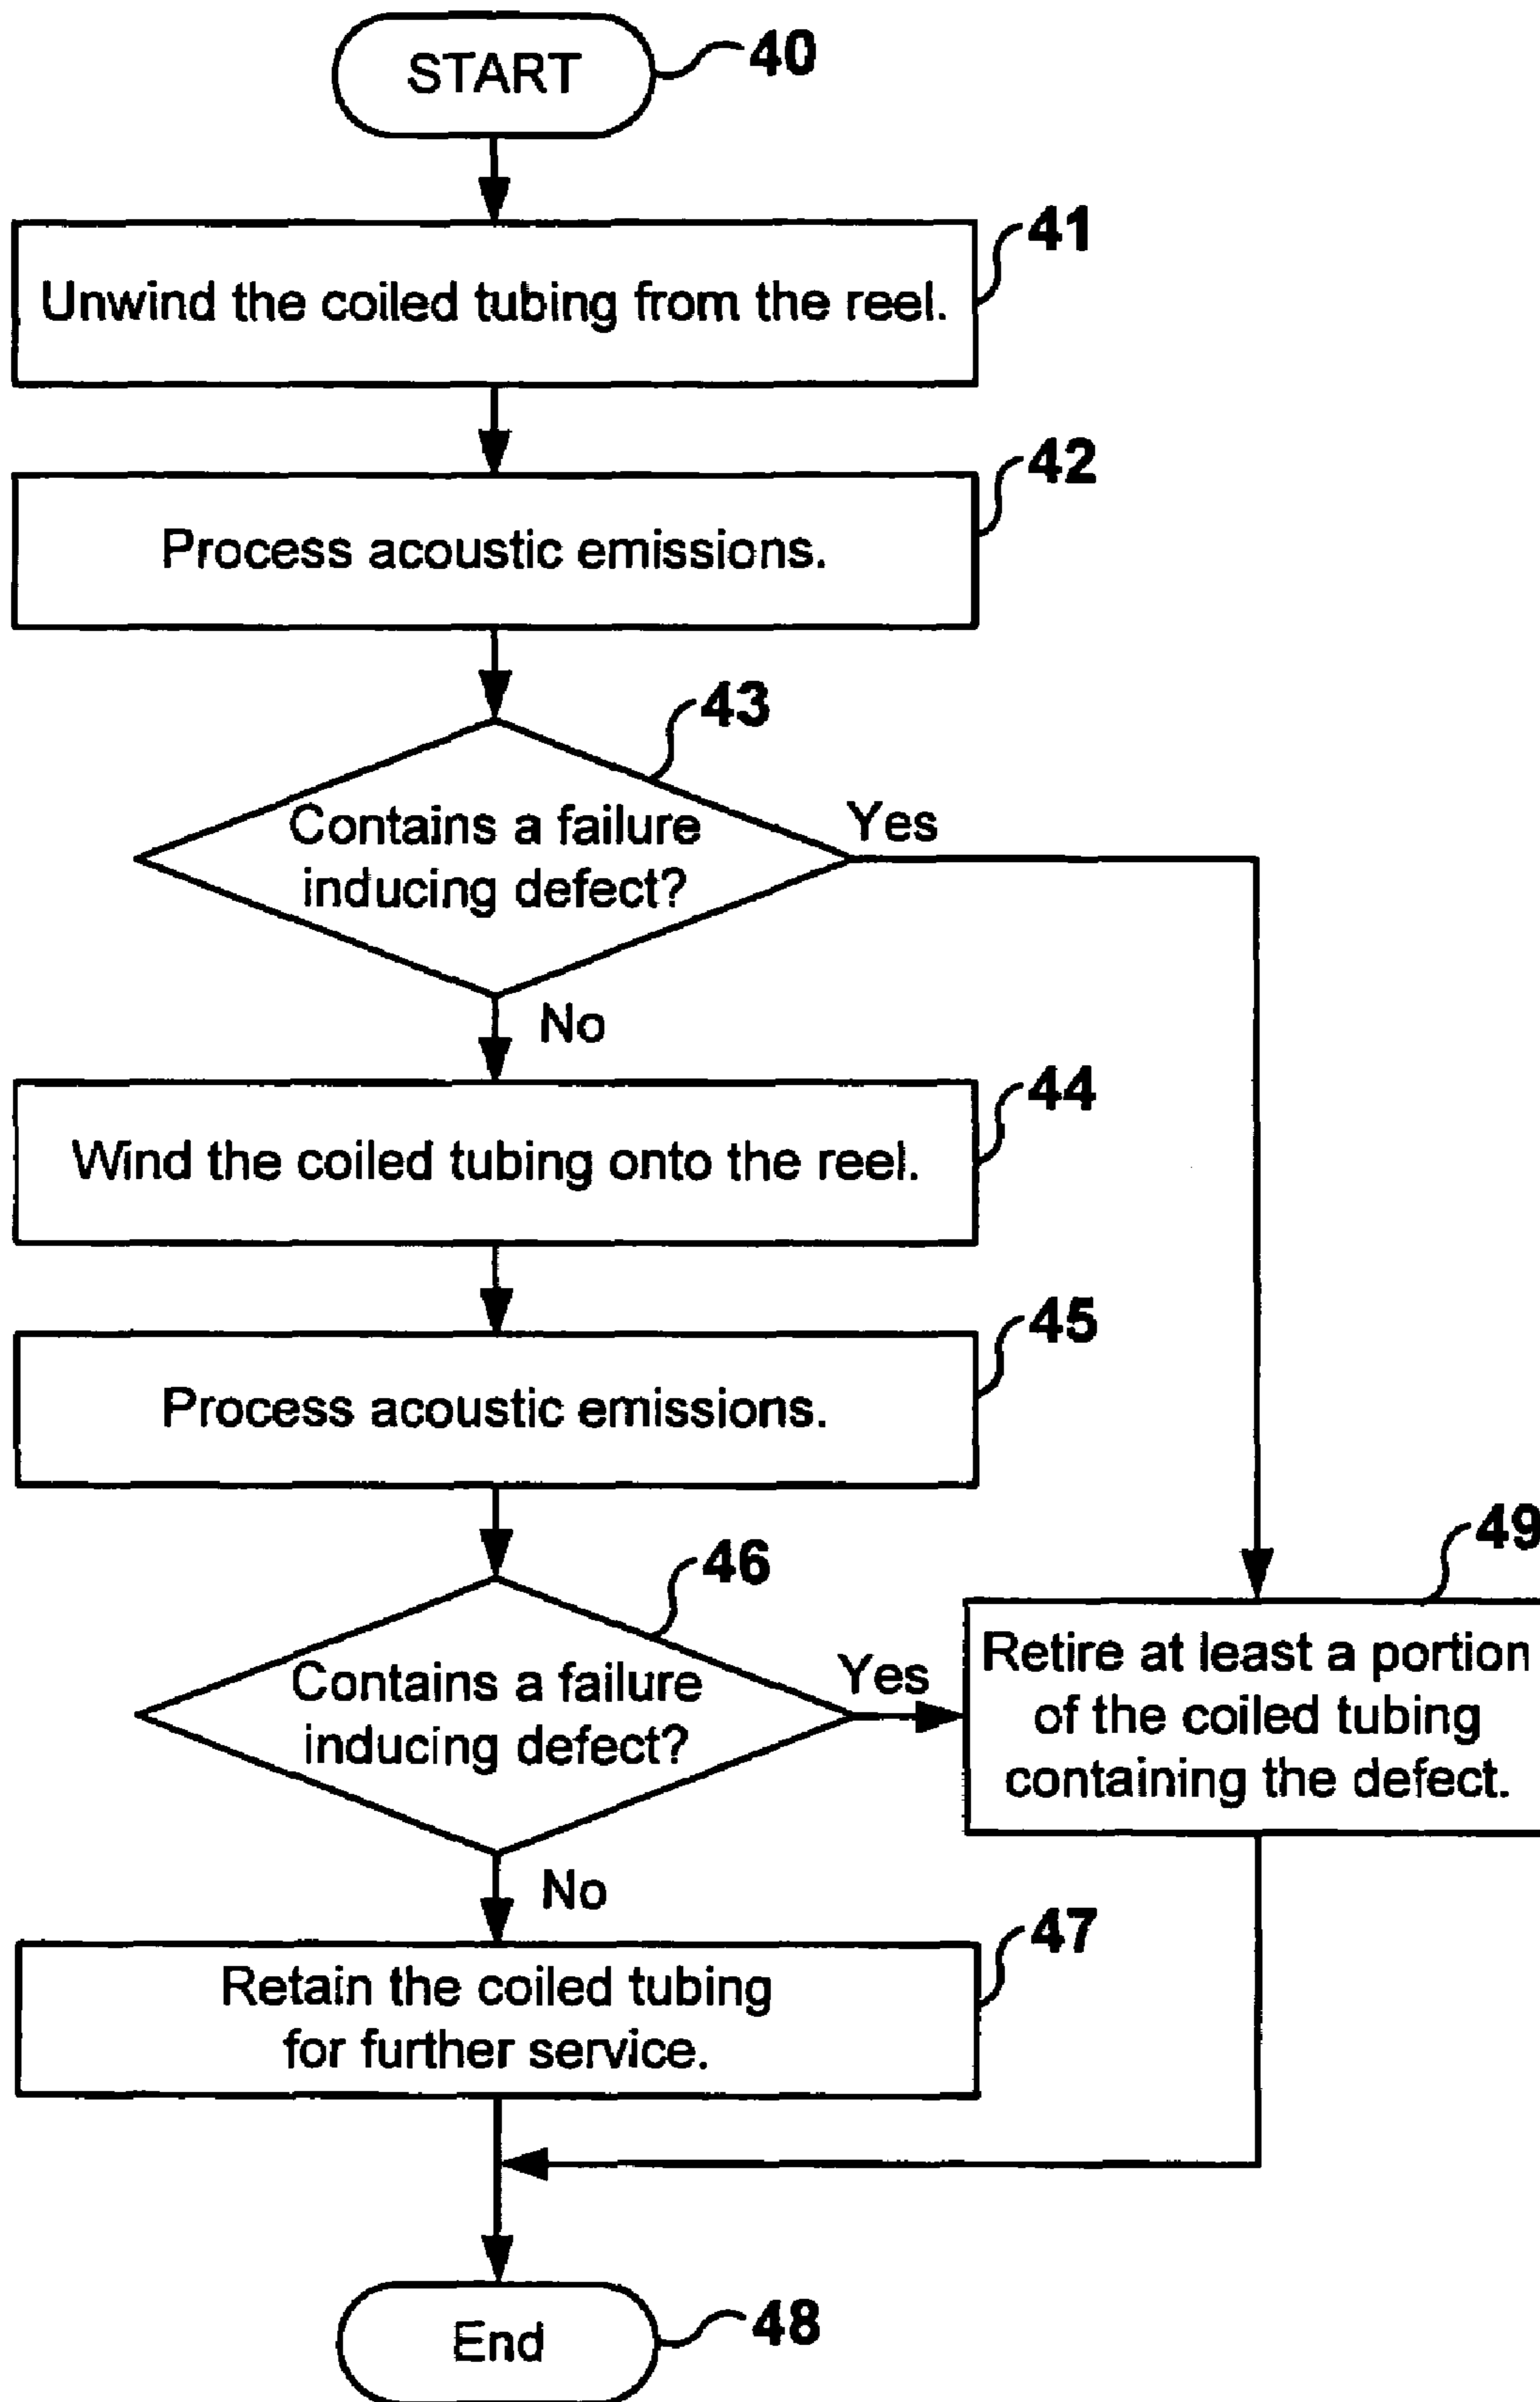 START
40
41
Unwind the coiled tubing from the reel.
42
Process acoustic emissions.
43
Contains a failure
inducing defect?
Yes
No
44
Wind the coiled tubing onto the reel.
45
Process acoustic emissions.
46
Contains a failure
inducing defect?
Yes
49
Retire at least a portion
of the coiled tubing
containing the defect.
No
47
Retain the coiled tubing
for further service.
End
48